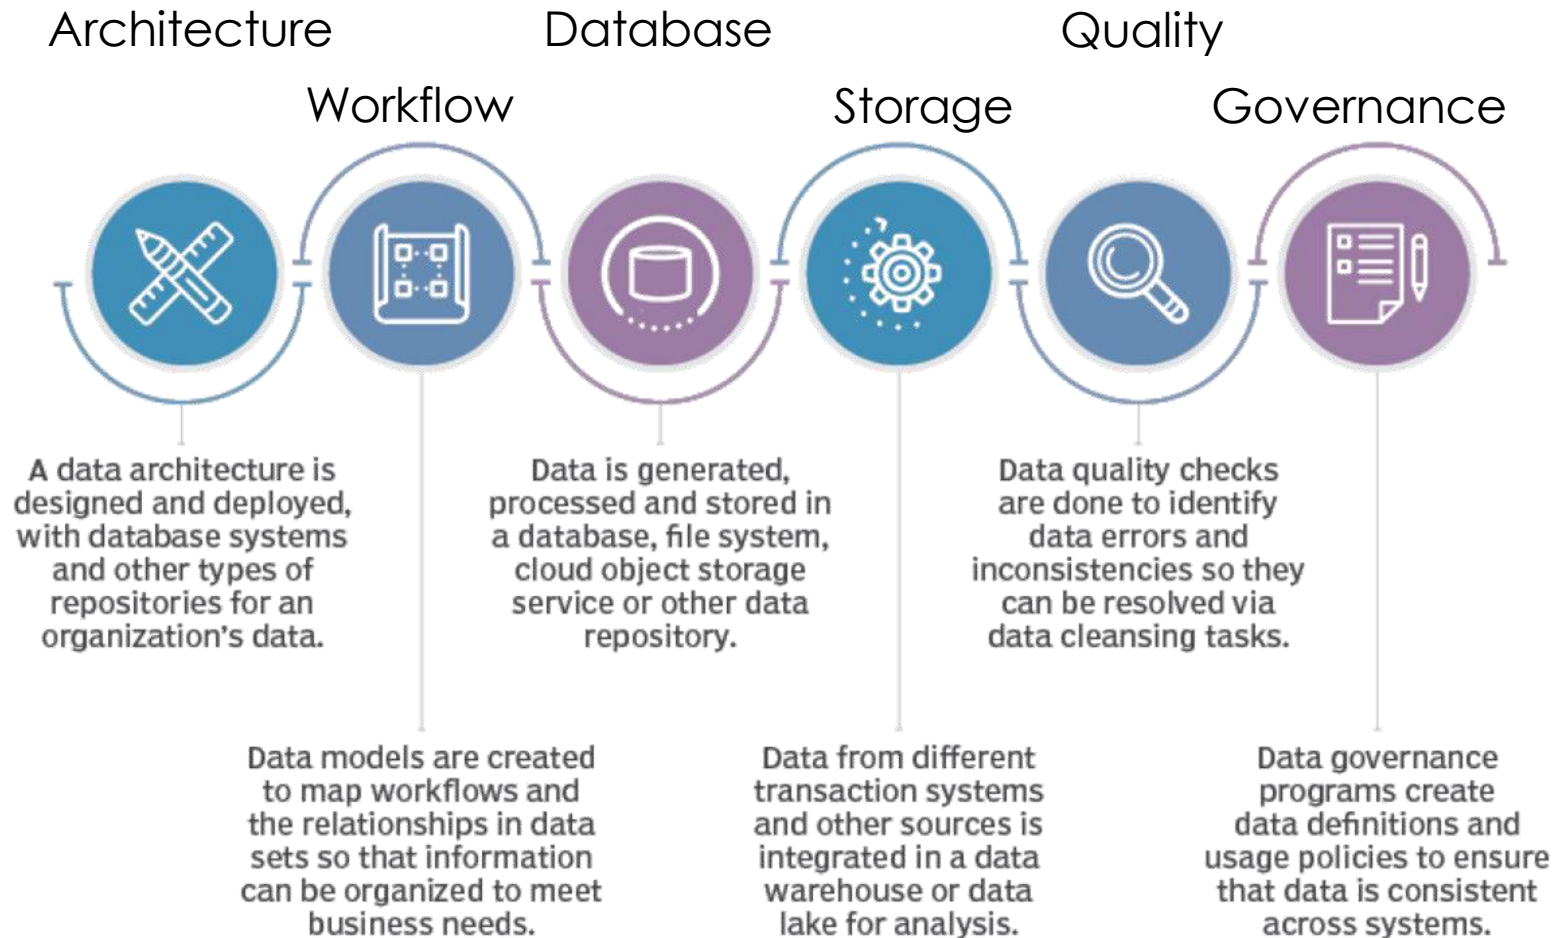 Architecture
Database
Quality
Workflow
Storage
Governance
A data architecture is
designed and deployed,
with database systems
and other types of
repositories for an
organization's data.
Data is generated,
processed and stored in
a database, file system,
cloud object storage
service or other data
repository.
Data quality checks
are done to identify
data errors and
inconsistencies so they
can be resolved via
data cleansing tasks.
Data models are created
to map workflows and
the relationships in data
sets so that information
can be organized to meet
business needs.
Data from different
transaction systems
and other sources is
integrated in a data
warehouse or data
lake for analysis.
Data governance
programs create
data definitions and
usage policies to ensure
that data is consistent
across systems.